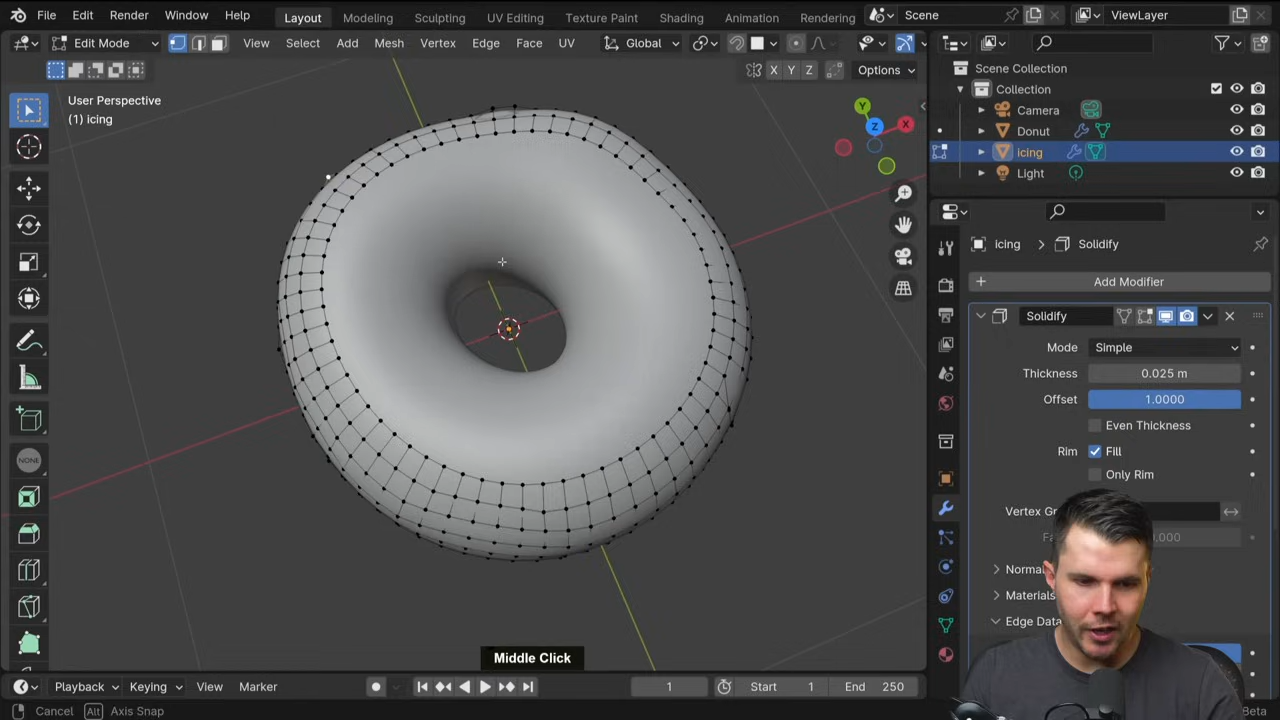 File Edit Render Window Help Layout Modeling Sculpting UV Editing Texture Paint Shading Animation Rendering Scene ViewLayer
Edit Mode View Select Add Mesh Vertex Edge Face UV Global
X Y Z Options
User Perspective
(1) icing
Y
Z X
Scene Collection
Collection
Camera
Donut
icing
Light
icing > Solidify
Add Modifier
Solidify
Mode Simple
Thickness 0.025 m
Offset 1.0000
Even Thickness
Rim Fill
Only Rim
Vertex
NONE
Materials
Edge Data
Middle Click
Playback Keying View Marker 1 Start 1 End 250
Cancel Alt Axis Snap Beta